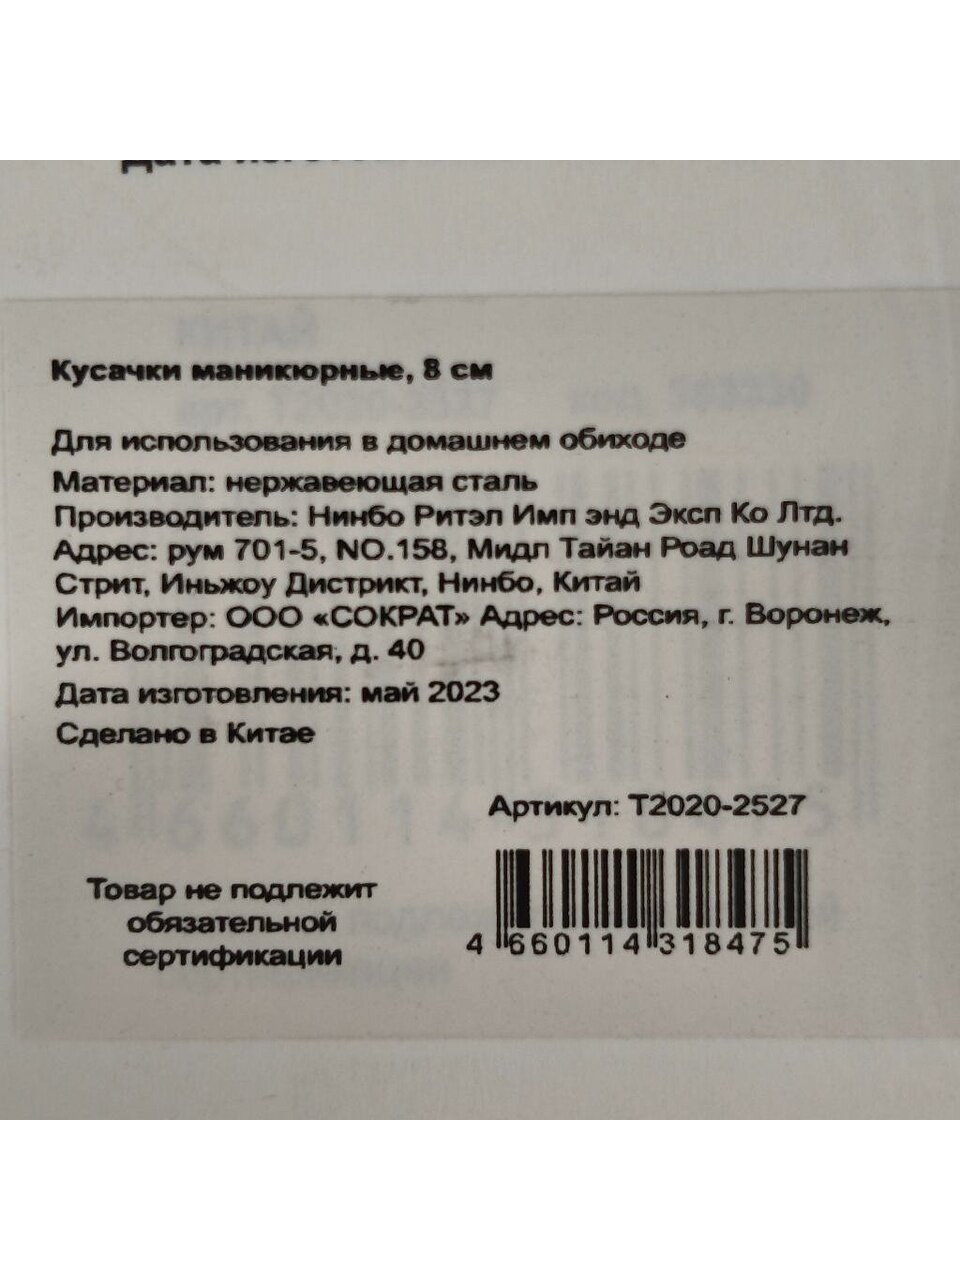 Кусачки маникюрные, 8 см
Для использования в домашнем обиходе
Материал: нержавеющая сталь
Производитель: Нинбо Ритэл Имп энд Эксп Ко Лтд.
Адрес: рум 701-5, NO.158, Мидл Тайан Роад Шунан
Стрит, Иньжоу Дистрикт, Нинбо, Китай
Импортер: ООО «СОКРАТ» Адрес: Россия, г. Воронеж,
ул. Волгоградская, д. 40
Дата изготовления: май 2023
Сделано в Китае
Артикул: Т2020-2527
Товар не подлежит
обязательной
сертификации
4 660114 318475